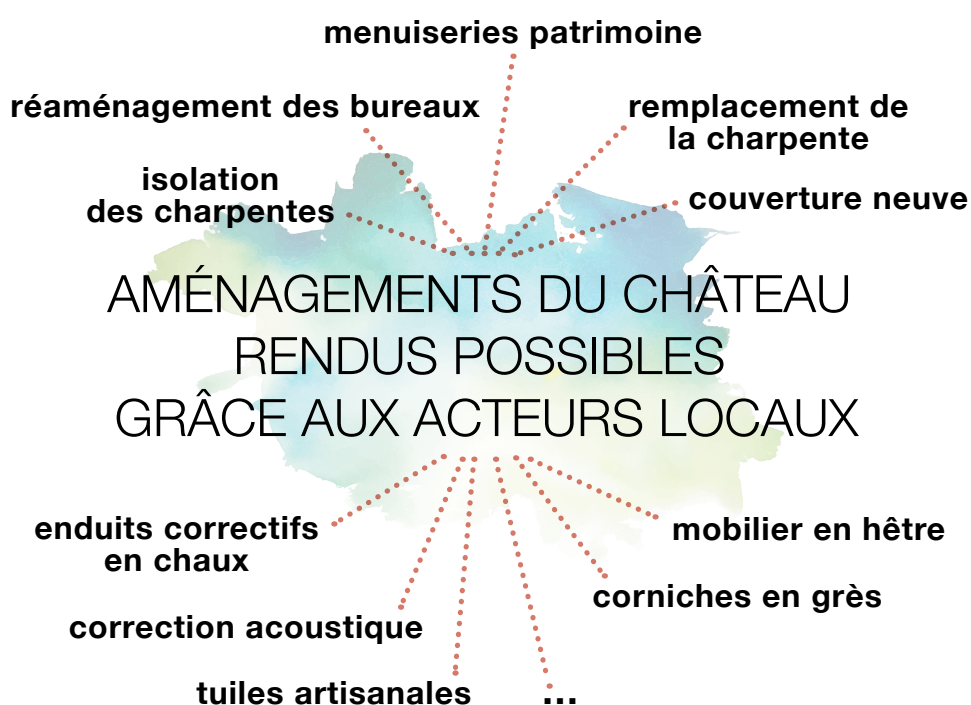 menuiseries patrimoine
réaménagement des bureaux
remplacement de
la charpente
isolation
des charpentes
couverture neuve
AMÉNAGEMENTS DU CHÂTEAU
RENDUS POSSIBLES
GRÂCE AUX ACTEURS LOCAUX
enduits correctifs
en chaux
mobilier en hêtre
corniches en grès
correction acoustique
tuiles artisanales
...